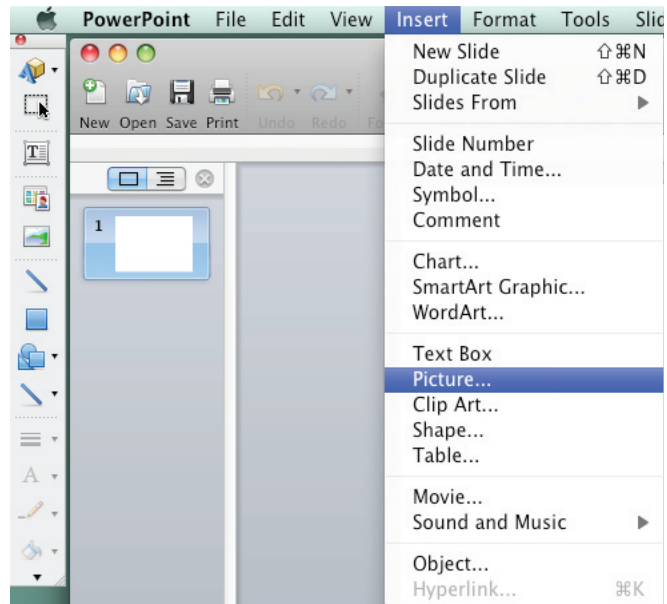 PowerPoint File Edit View Insert Format Tools
New Slide ⇧⌘N
Duplicate Slide ⇧⌘D
Slides From ▶
New Open Save Print Undo Redo
Slide Number
Date and Time...
Symbol...
Comment
1
Chart...
SmartArt Graphic...
WordArt...
Text Box
Picture...
Clip Art...
Shape...
Table...
Movie...
Sound and Music ▶
Object...
Hyperlink... ⌘K
T
A